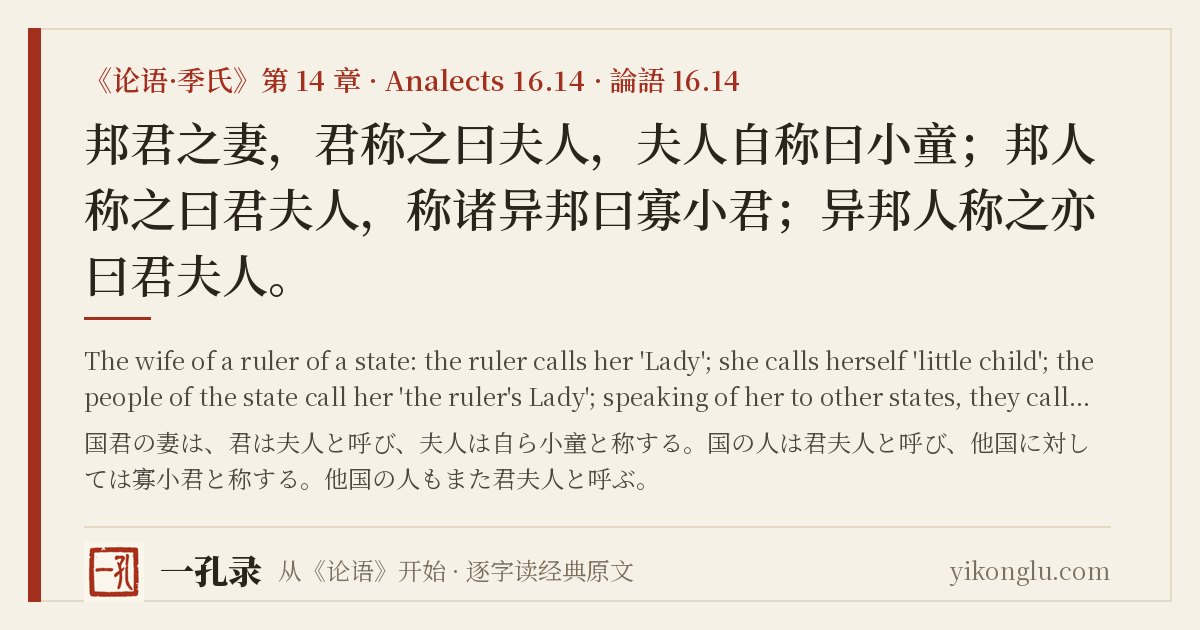 《论语·季氏》第 14 章 · Analects 16.14 · 論語 16.14
邦君之妻，君称之曰夫人，夫人自称曰小童；邦人
称之曰君夫人，称诸异邦曰寡小君；异邦人称之亦
曰君夫人。
The wife of a ruler of a state: the ruler calls her 'Lady'; she calls herself 'little child'; the
people of the state call her 'the ruler's Lady'; speaking of her to other states, they call...
国君の妻は、君は夫人と呼び、夫人は自ら小童と称する。国の人は君夫人と呼び、他国に対し
ては寡小君と称する。他国の人もまた君夫人と呼ぶ。
一孔
一孔录 从《论语》开始 · 逐字读经典原文 yikonglu.com